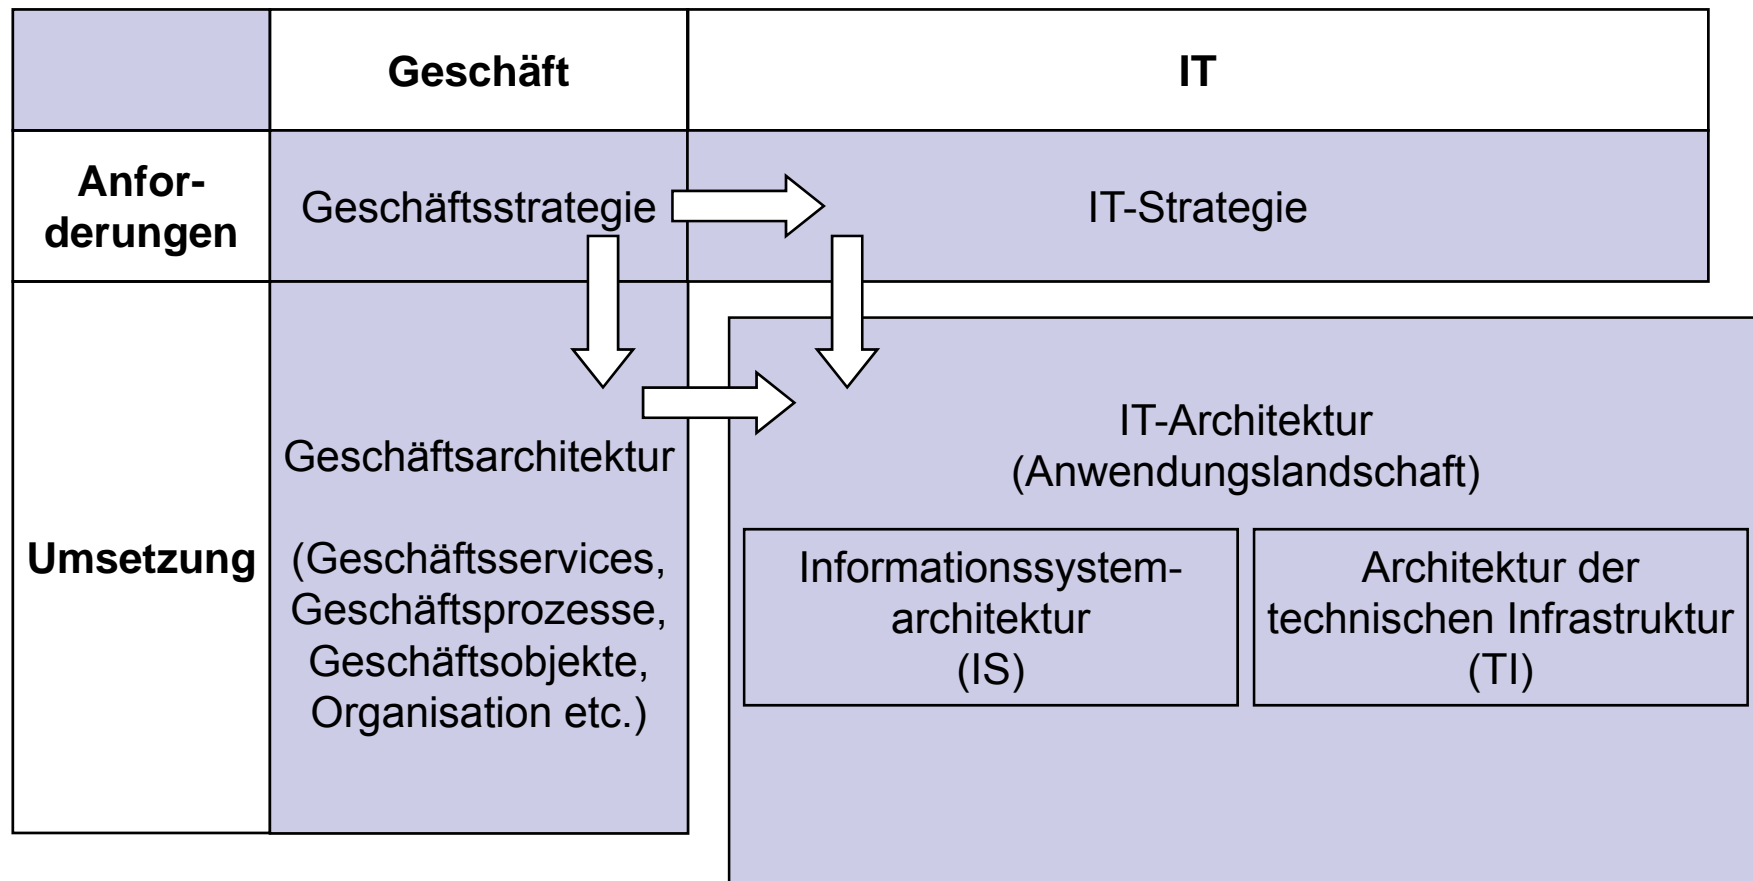 Geschäft
IT
Anfor-
derungen
Geschäftsstrategie
IT-Strategie
Umsetzung
Geschäftsarchitektur
(Geschäftsservices,
Geschäftsprozesse,
Geschäftsobjekte,
Organisation etc.)
IT-Architektur
(Anwendungslandschaft)
Informationssystem-
architektur
(IS)
Architektur der
technischen Infrastruktur
(TI)